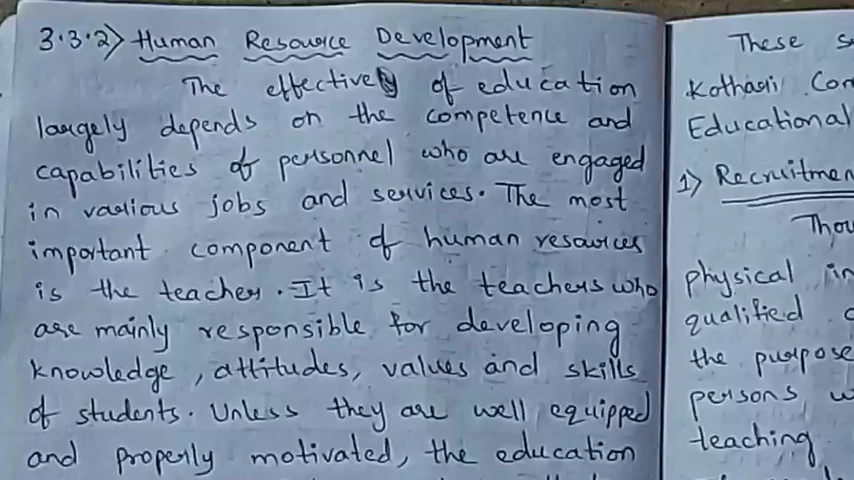 3.3.2) Human Resource Development
The effective of education
largely depends on the competence and
capabilities of personnel who are engaged
in various jobs and services. The most
important component of human resources
is the teacher. It is the teachers who
are mainly responsible for developing
knowledge, attitudes, values and skills
of students. Unless they are well equipped
and properly motivated, the education
These
Kothari
Educational
1) Recruitmen
physical
qualified
the purpose
persons
teaching